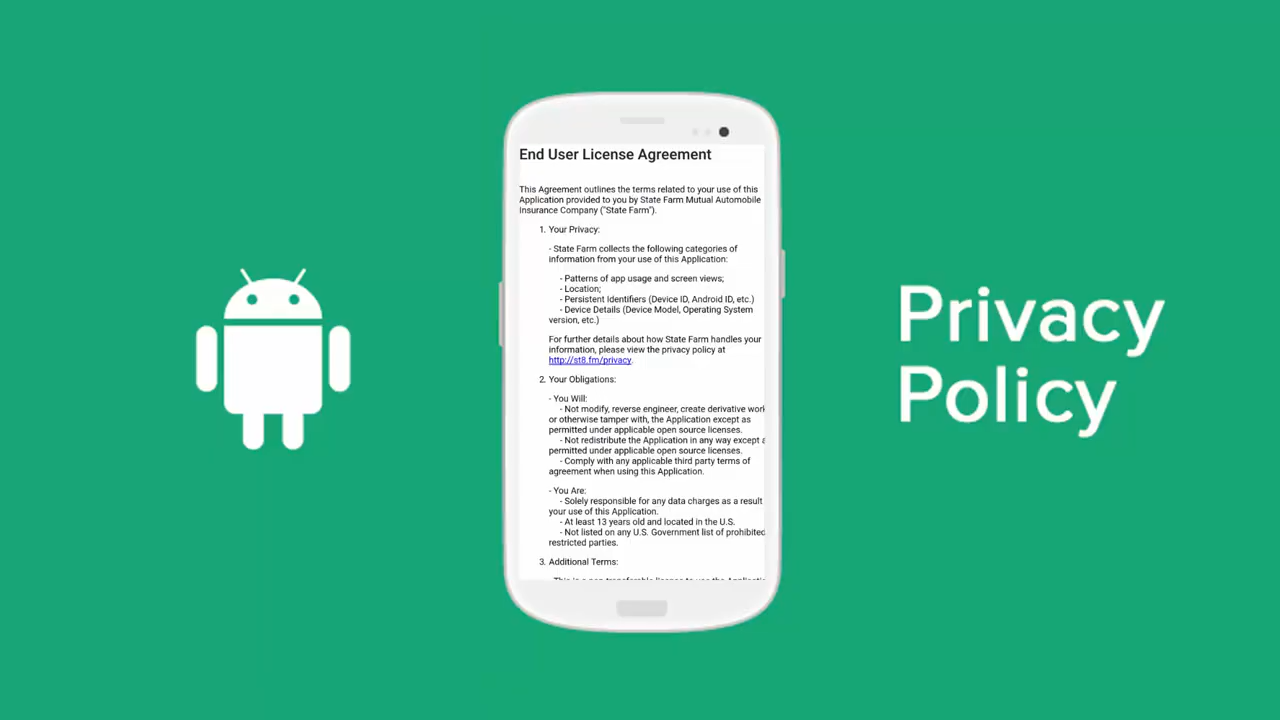 End User License Agreement
This Agreement outlines the terms related to your use of this
Application provided to you by State Farm Mutual Automobile
Insurance Company ("State Farm").
1. Your Privacy:
- State Farm collects the following categories of
information from your use of this Application:
- Patterns of app usage and screen views;
- Location;
- Persistent Identifiers (Device ID, Android ID, etc.)
- Device Details (Device Model, Operating System
version, etc.)
For further details about how State Farm handles your
information, please view the privacy policy at
http://st8.fm/privacy.
2. Your Obligations:
- You Will:
- Not modify, reverse engineer, create derivative work
or otherwise tamper with, the Application except as
permitted under applicable open source licenses.
- Not redistribute the Application in any way except a
permitted under applicable open source licenses.
- Comply with any applicable third party terms of
agreement when using this Application.
- You Are:
- Solely responsible for any data charges as a result
your use of this Application.
- At least 13 years old and located in the U.S.
- Not listed on any U.S. Government list of prohibited
restricted parties.
3. Additional Terms:
Privacy
Policy